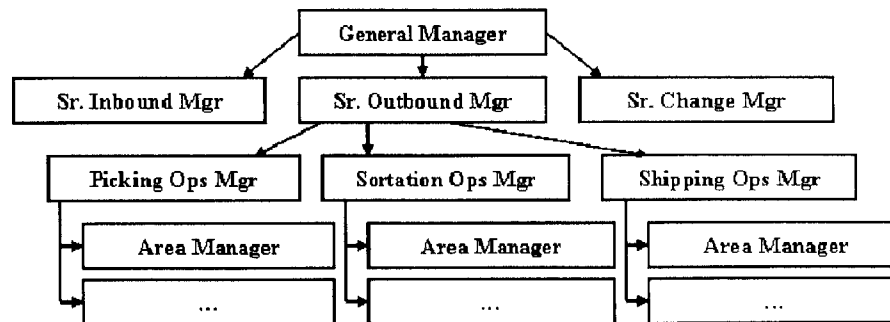 General Manager
Sr. Inbound Mgr
Sr. Outbound Mgr
Sr. Change Mgr
Picking Ops Mgr
Sortation Ops Mgr
Shipping Ops Mgr
Area Manager
Area Manager
Area Manager
...
...
...